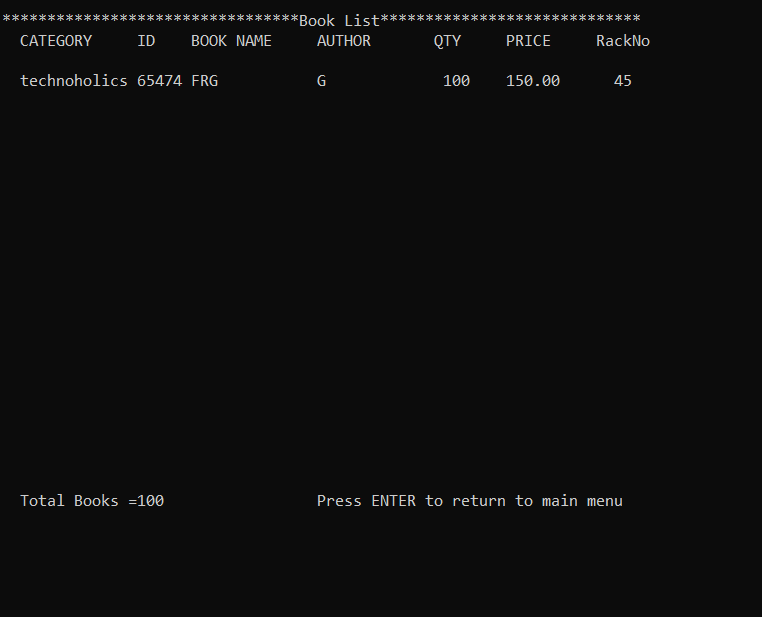 *********************************Book List*****************************
CATEGORY ID BOOK NAME AUTHOR QTY PRICE RackNo
technoholics 65474 FRG G 100 150.00 45
Total Books =100 Press ENTER to return to main menu